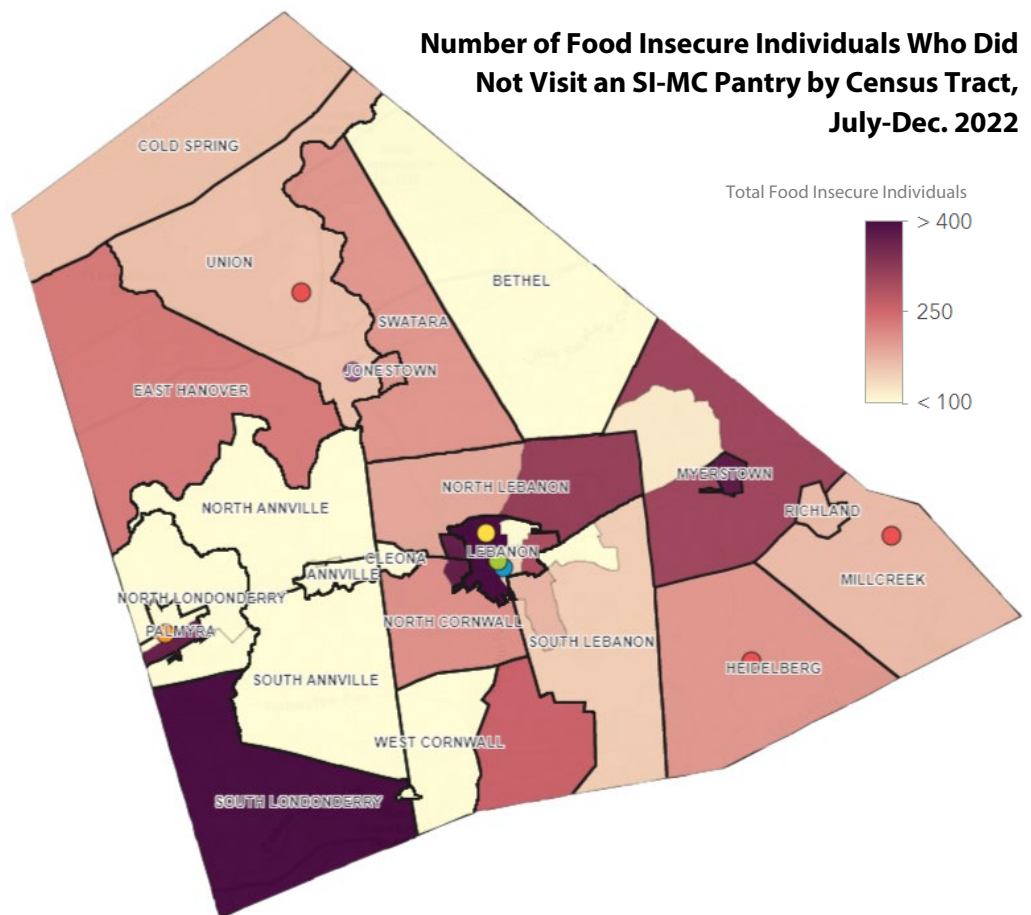 Number of Food Insecure Individuals Who Did
Not Visit an SI-MC Pantry by Census Tract,
July-Dec. 2022
Total Food Insecure Individuals
> 400
250
< 100
COLD SPRING
UNION
BETHEL
SWATARA
JONESTOWN
EAST HANOVER
MYERSTOWN
NORTH LEBANON
NORTH ANNVILLE
RICHLAND
LEBANON
CLEONA
ANNVILLE
MILLCREEK
NORTH LONDONDERRY
NORTH CORNWALL
PALMYRA
SOUTH LEBANON
HEIDELBERG
SOUTH ANNVILLE
WEST CORNWALL
SOUTH LONDONDERRY